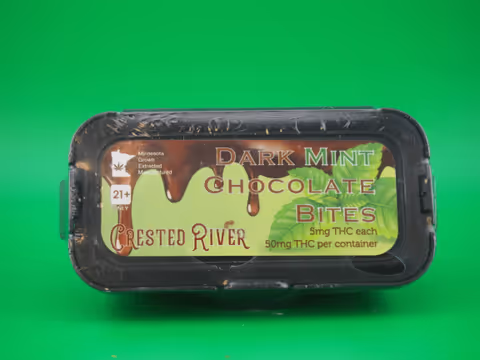 Minnesota
Grown
Extracted
Manufactured
21+
DARK MINT
CHOCOLATE
BITES
5mg THC each
50mg THC per container
CRESTED RIVER